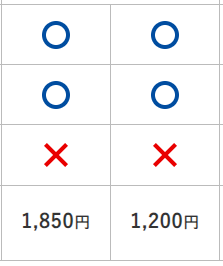 ○ ○
○ ○
× ×
1,850円 1,200円